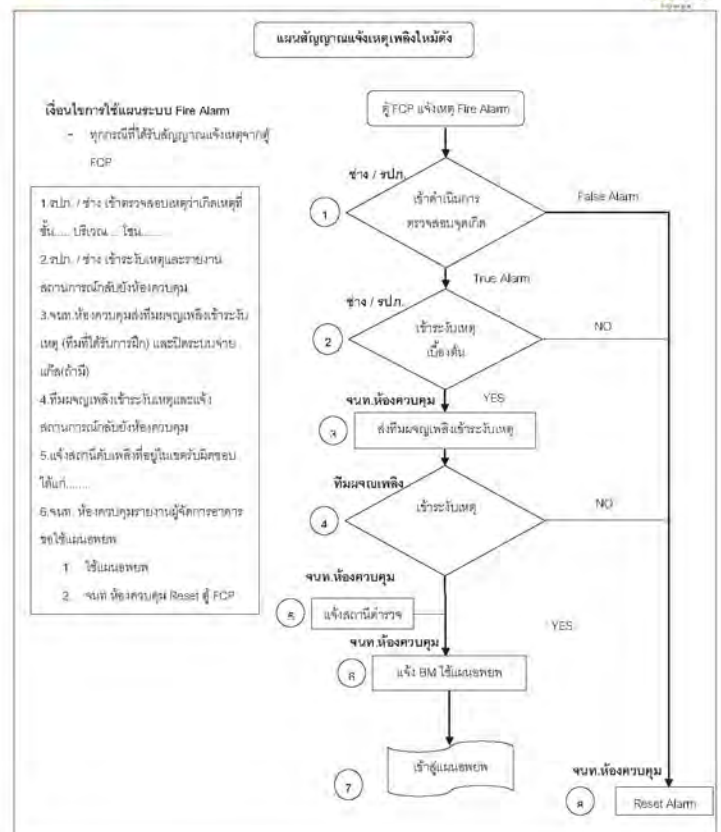 แผนสัญญาณแจ้งเหตุเพลิงไหม้ดัง
เงื่อนไขการใช้แผนระบบ Fire Alarm
- ทุกกรณีที่ได้รับสัญญาณแจ้งเหตุจากตู้
FCP
1.รปภ. / ช่าง เข้าตรวจสอบเหตุว่าเกิดเหตุที่
ชั้น..... บริเวณ... โซน........
2.รปภ. / ช่าง เข้าระงับเหตุและรายงาน
สถานการณ์กลับยังห้องควบคุม
3.จนท.ห้องควบคุมส่งทีมผจญเพลิงเข้าระงับ
เหตุ (ทีมที่ได้รับการฝึก) และปิดระบบจ่าย
แก๊ส(ถ้ามี)
4.ทีมผจญเพลิงเข้าระงับเหตุและแจ้ง
สถานการณ์กลับยังห้องควบคุม
5.แจ้งสถานีดับเพลิงที่อยู่ในเขตรับผิดชอบ
ได้แก่........
6.จนท. ห้องควบคุมรายงานผู้จัดการอาคาร
ขอใช้แผนอพยพ
1 ใช้แผนอพยพ
2. จนท ห้องควบคุม Reset ตู้ FCP
ตู้ FCP แจ้งเหตุ Fire Alarm
ช่าง / รปภ.
1
เข้าดำเนินการ
ตรวจสอบจุดเกิด
False Alarm
True Alarm
ช่าง / รปภ.
2
เข้าระงับเหตุ
เบื้องต้น
NO
จนท.ห้องควบคุม
YES
3
ส่งทีมผจญเพลิงเข้าระงับเหตุ
ทีมผจญเพลิง
4
เข้าระงับเหตุ
NO
จนท.ห้องควบคุม
5
แจ้งสถานีตำรวจ
YES
จนท.ห้องควบคุม
6
แจ้ง BM ใช้แผนอพยพ
เข้าสู่แผนอพยพ
7
จนท.ห้องควบคุม
8
Reset Alarm